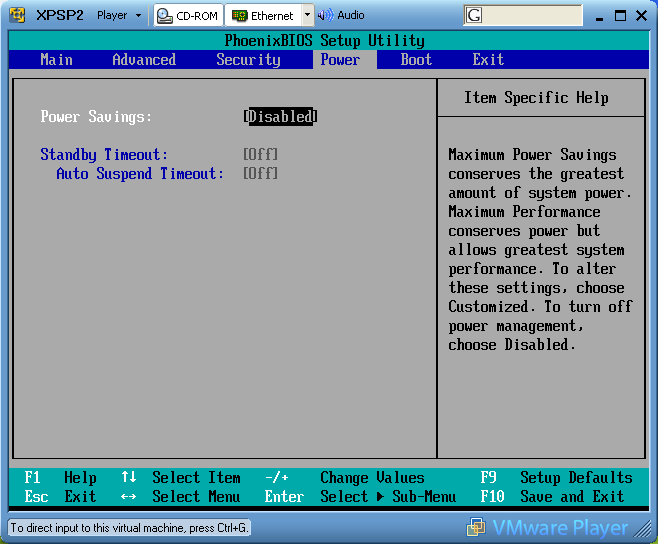 XPSP2 Player CD-ROM Ethernet Audio G
PhoenixBIOS Setup Utility
Main Advanced Security Power Boot Exit
Item Specific Help
Power Savings: [Disabled]
Standby Timeout: [Off]
Auto Suspend Timeout: [Off]
Maximum Power Savings
conserves the greatest
amount of system power.
Maximum Performance
conserves power but
allows greatest system
performance. To alter
these settings, choose
Customized. To turn off
power management,
choose Disabled.
F1 Help ↑↓ Select Item -/+ Change Values F9 Setup Defaults
Esc Exit ↔ Select Menu Enter Select ▶ Sub-Menu F10 Save and Exit
To direct input to this virtual machine, press Ctrl+G.
VMware Player